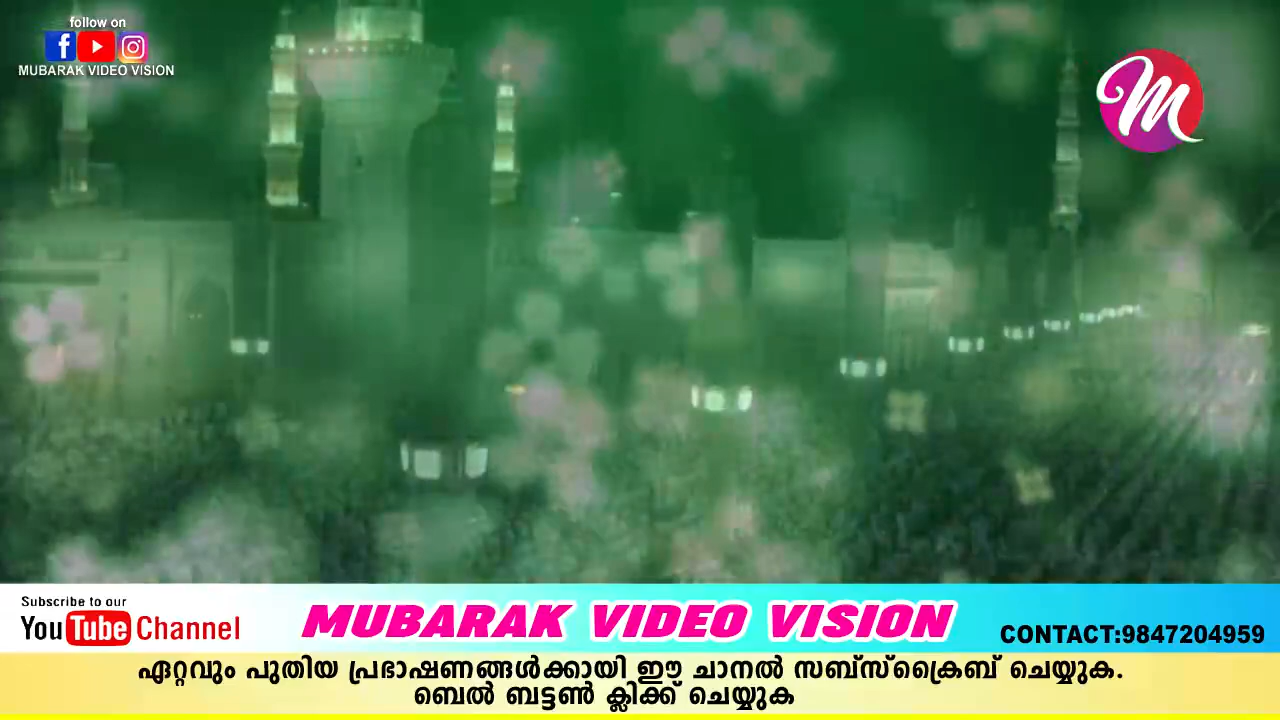 follow on
MUBARAK VIDEO VISION
M
Subscribe to our
YouTube Channel
MUBARAK VIDEO VISION
CONTACT:9847204959
ഏറ്റവും പുതിയ പ്രഭാഷണങ്ങൾക്കായി ഈ ചാനൽ സബ്സ്ക്രൈബ് ചെയ്യുക.
ബെൽ ബട്ടൺ ക്ലിക്ക് ചെയ്യുക